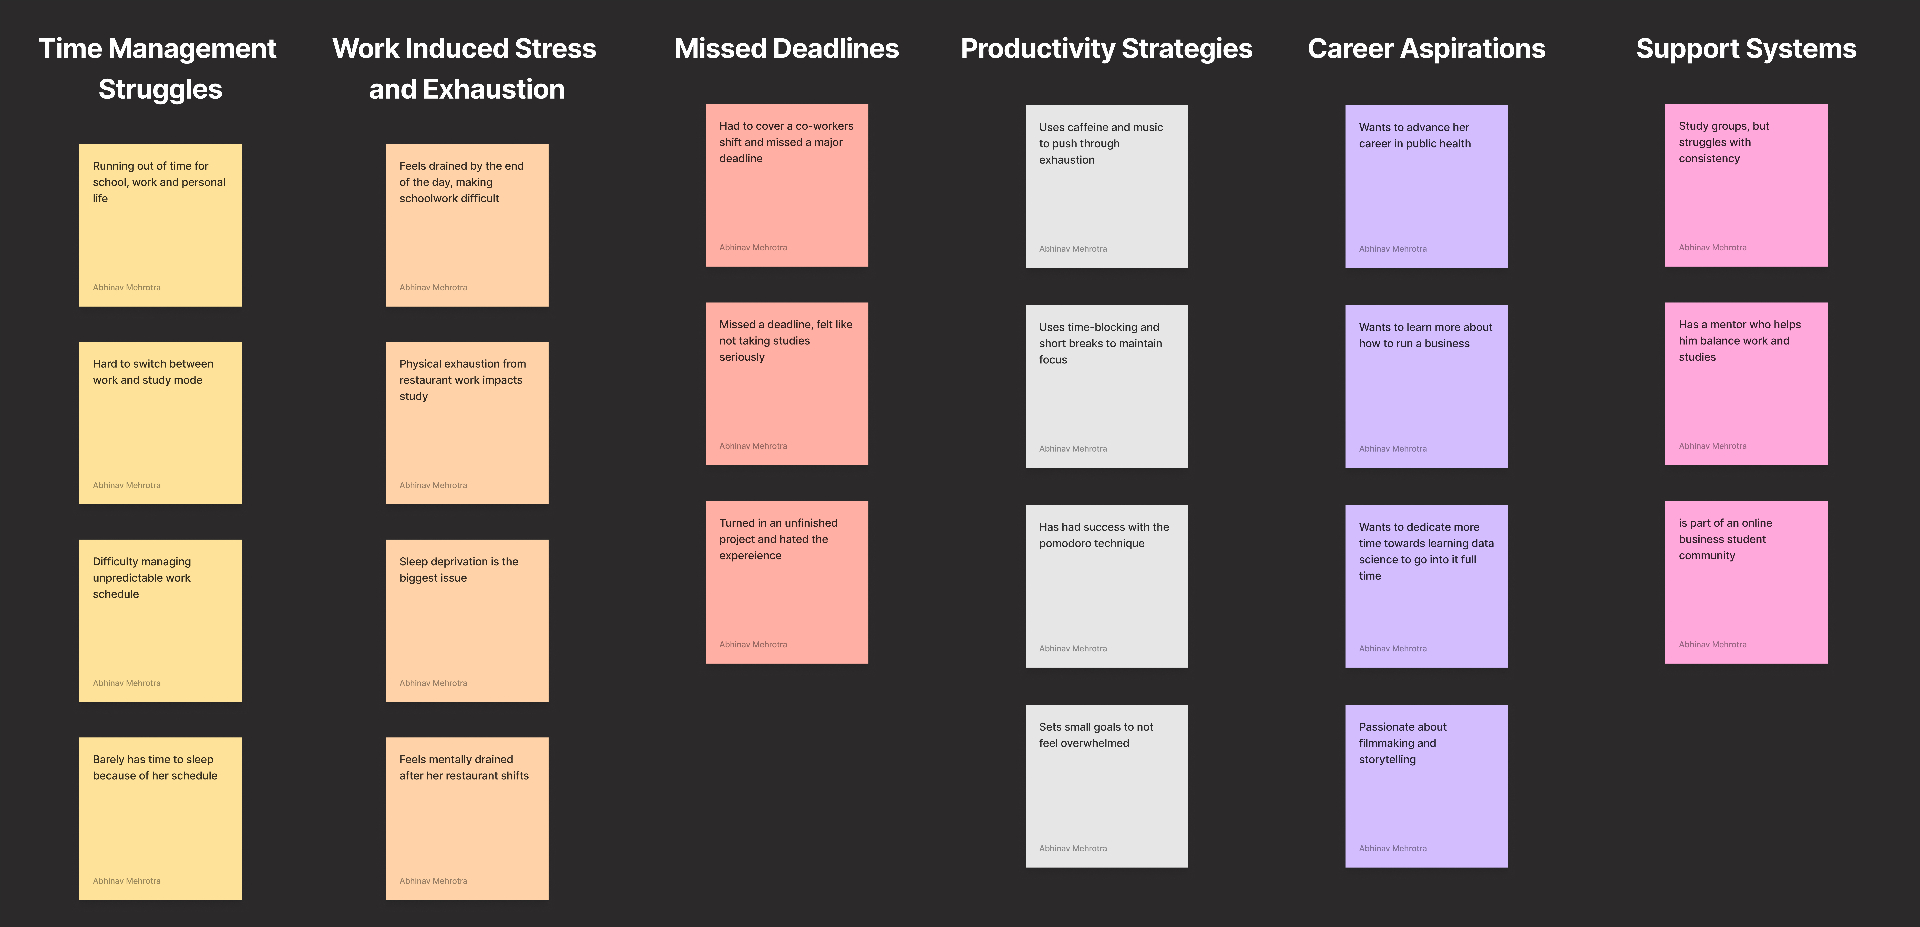 Time Management
Struggles
Running out of time for
school, work and personal
life
Abhinav Mehrotra
Hard to switch between
work and study mode
Abhinav Mehrotra
Difficulty managing
unpredictable work
schedule
Abhinav Mehrotra
Barely has time to sleep
because of her schedule
Abhinav Mehrotra
Work Induced Stress
and Exhaustion
Feels drained by the end
of the day, making
schoolwork difficult
Abhinav Mehrotra
Physical exhaustion from
restaurant work impacts
study
Abhinav Mehrotra
Sleep deprivation is the
biggest issue
Abhinav Mehrotra
Feels mentally drained
after her restaurant shifts
Abhinav Mehrotra
Missed Deadlines
Had to cover a co-workers
shift and missed a major
deadline
Abhinav Mehrotra
Missed a deadline, felt like
not taking studies
seriously
Abhinav Mehrotra
Turned in an unfinished
project and hated the
expereience
Abhinav Mehrotra
Productivity Strategies
Uses caffeine and music
to push through
exhaustion
Abhinav Mehrotra
Uses time-blocking and
short breaks to maintain
focus
Abhinav Mehrotra
Has had success with the
pomodoro technique
Abhinav Mehrotra
Sets small goals to not
feel overwhelmed
Abhinav Mehrotra
Career Aspirations
Wants to advance her
career in public health
Abhinav Mehrotra
Wants to learn more about
how to run a business
Abhinav Mehrotra
Wants to dedicate more
time towards learning data
science to go into it full
time
Abhinav Mehrotra
Passionate about
filmmaking and
storytelling
Abhinav Mehrotra
Support Systems
Study groups, but
struggles with
consistency
Abhinav Mehrotra
Has a mentor who helps
him balance work and
studies
Abhinav Mehrotra
is part of an online
business student
community
Abhinav Mehrotra